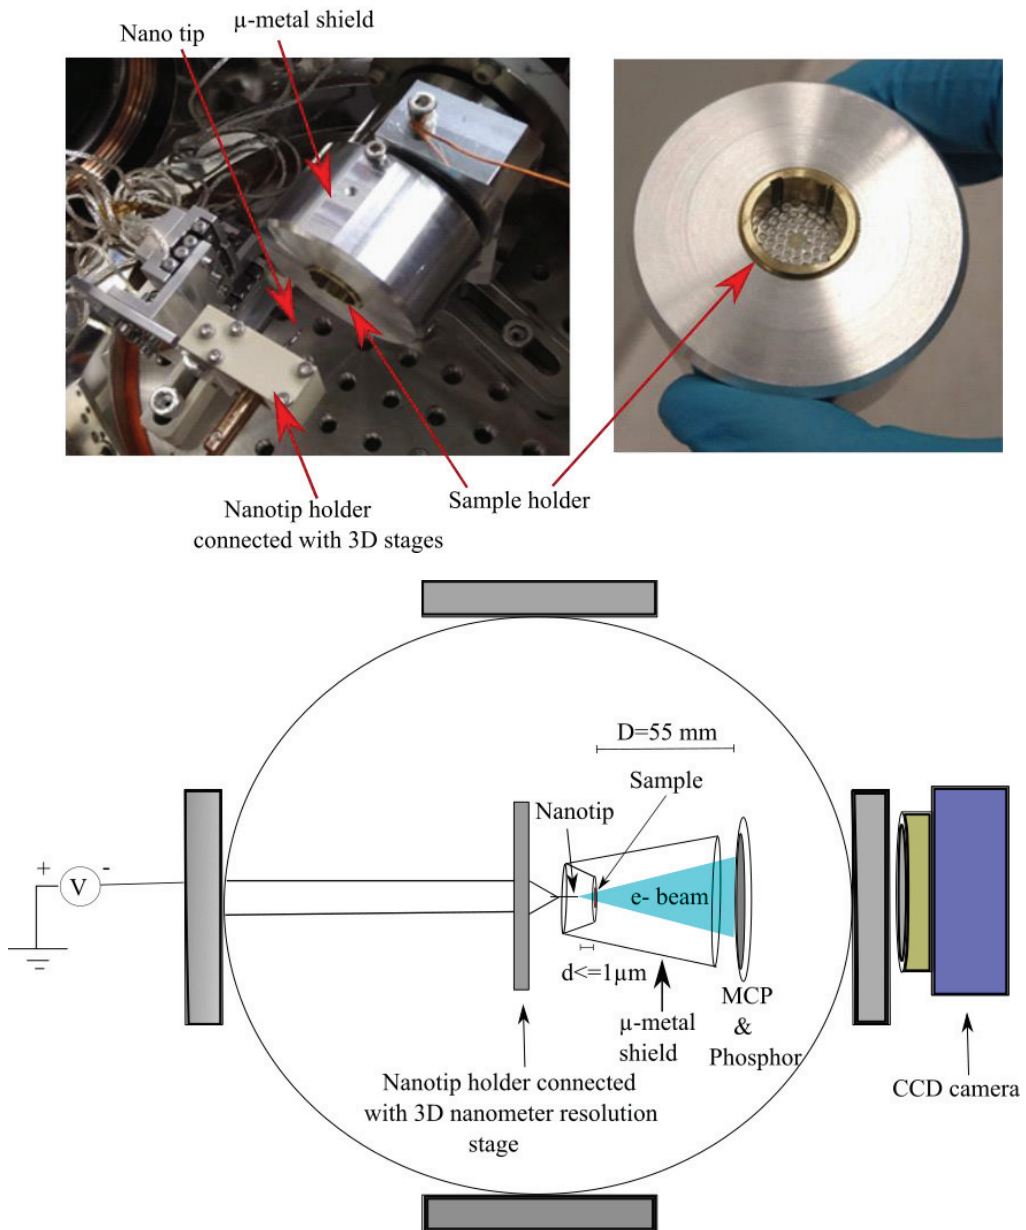 Nano tip
µ-metal shield
Nanotip holder
connected with 3D stages
Sample holder
D=55 mm
Sample
Nanotip
+
-
V
e- beam
d<=1µm
µ-metal
shield
MCP
&
Phosphor
Nanotip holder connected
with 3D nanometer resolution
stage
CCD camera